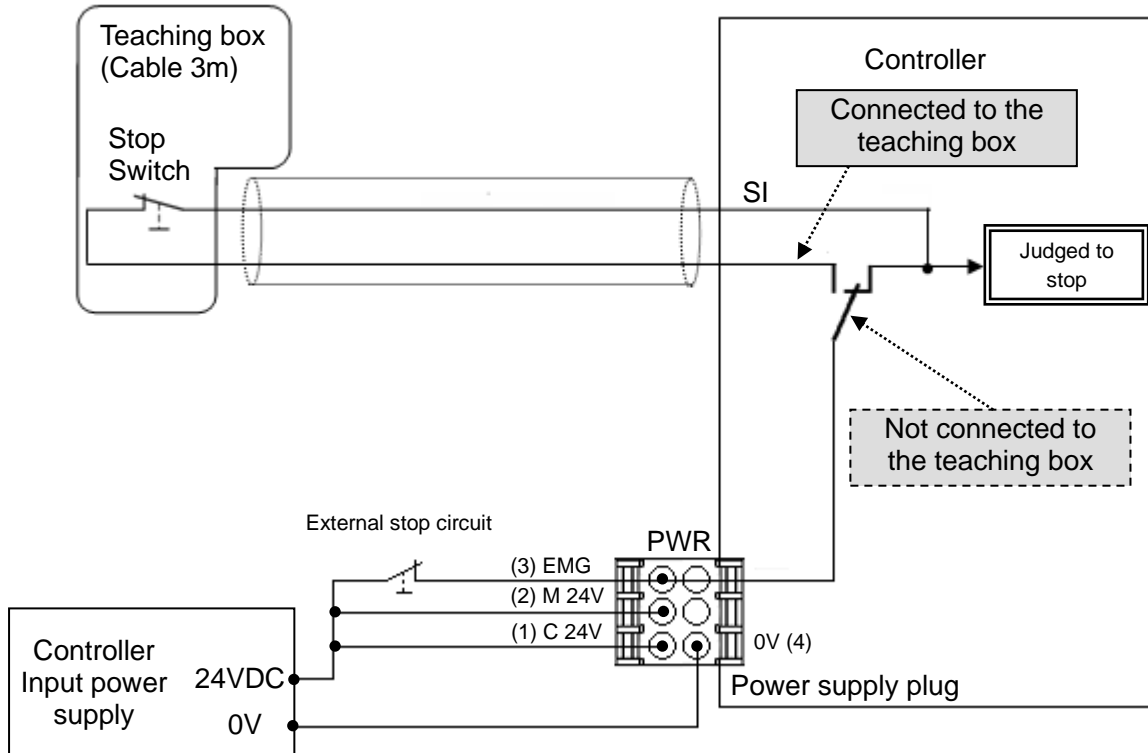 Teaching box
(Cable 3m)
Stop
Switch
Controller
Connected to the
teaching box
SI
Judged to
stop
Not connected to
the teaching box
External stop circuit
PWR
(3) EMG
(2) M 24V
(1) C 24V
0V (4)
Power supply plug
Controller
Input power
supply
24VDC
0V